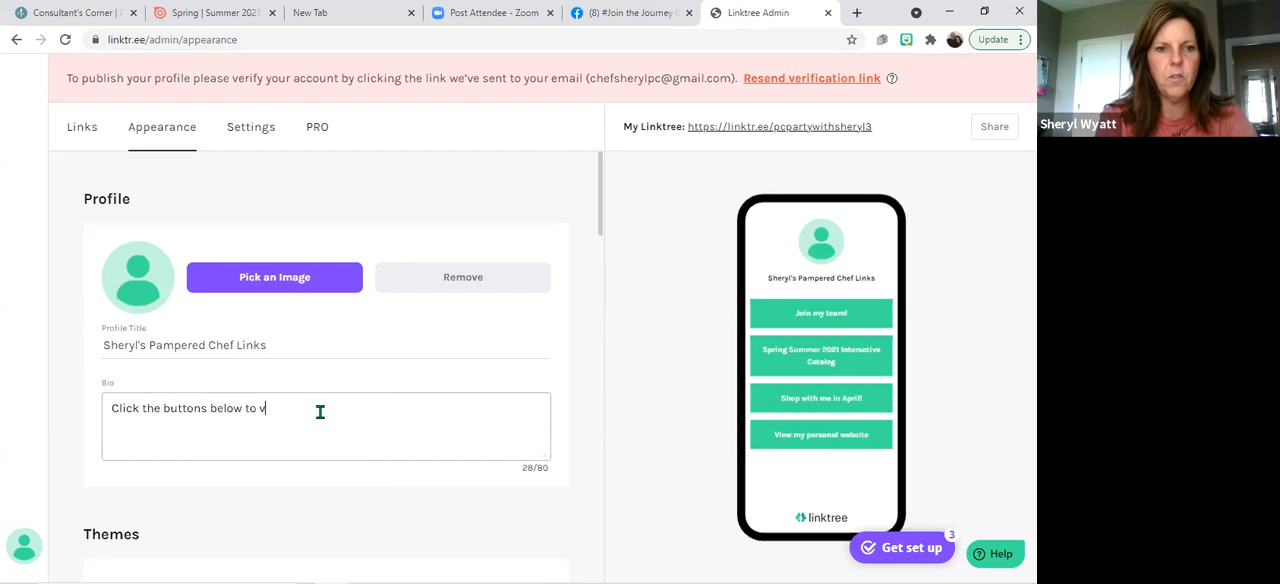 Consultant's Corner |
Spring | Summer 2021
New Tab
Post Attendee - Zoom
(8) #Join the Journey
Linktree Admin
linktr.ee/admin/appearance
Update
To publish your profile please verify your account by clicking the link we've sent to your email (chefsherylpc@gmail.com). Resend verification link
Links Appearance Settings PRO
My Linktree: https://linktr.ee/pcpartywithsheryl3
Share
Sheryl Wyatt
Profile
Pick an Image
Remove
Profile Title
Sheryl's Pampered Chef Links
Bio
Click the buttons below to v
28/80
Themes
Sheryl's Pampered Chef Links
Join my team!
Spring Summer 2021 Interactive
Catalog
Shop with me in April!
View my personal website
linktree
Get set up
3
Help